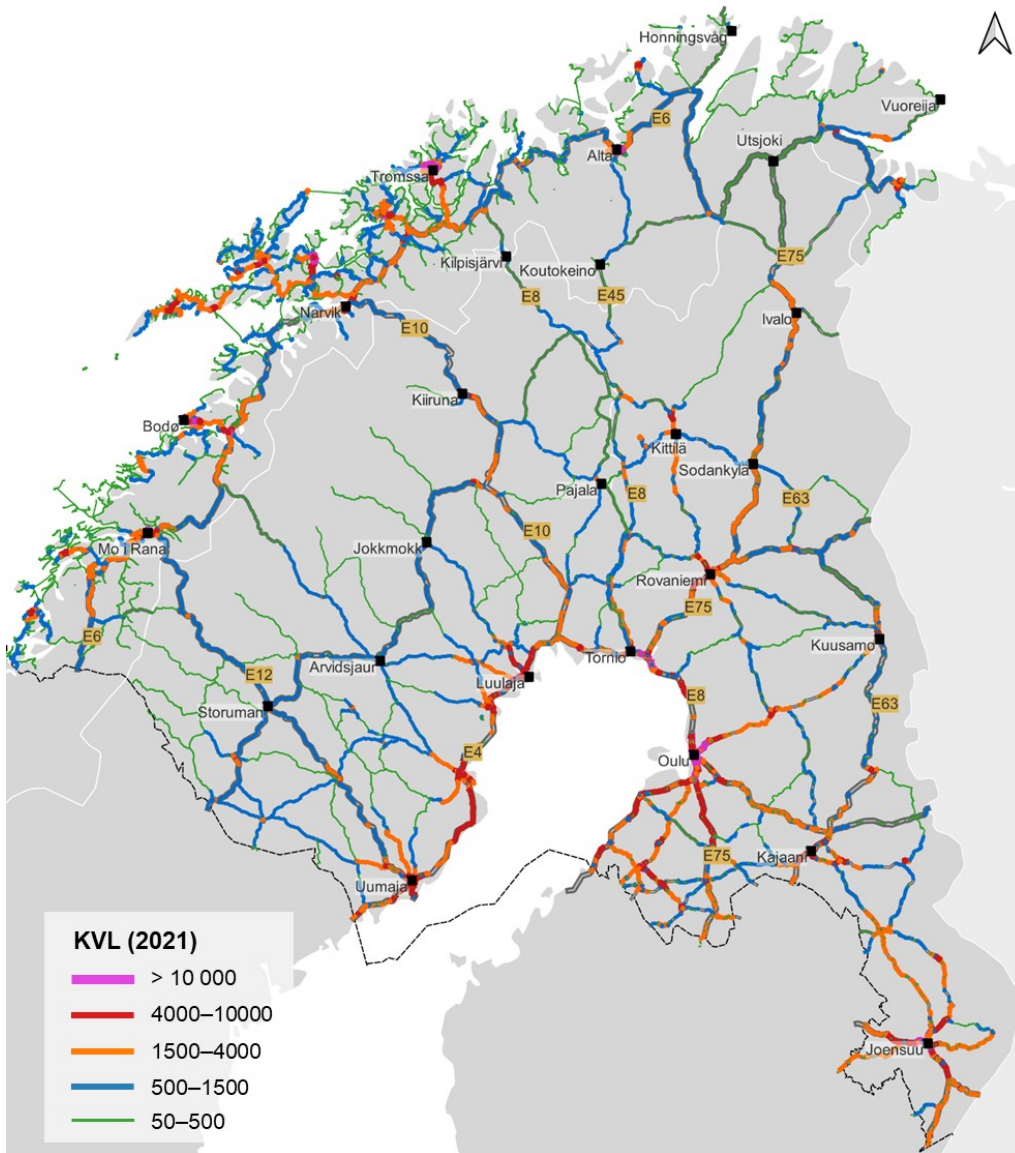 Honningsvåg
Vuoreija
E6
Utsjoki
Alta
Tromssa
Kilpisjärvi
Koutokeino
E75
E8
E45
Ivalo
Narvik
E10
Kiiruna
Bodø
Kittilä
Sodankylä
Pajala
E8
E63
E10
Mo i Rana
Jokkmokk
Rovaniemi
E75
E6
Arvidsjaur
Tornio
Kuusamo
E12
Luulaja
E8
E63
Storuman
E4
Oulu
E75
Kajaani
Uumaja
KVL (2021)
> 10 000
4000–10000
1500–4000
500–1500
50–500
Joensuu